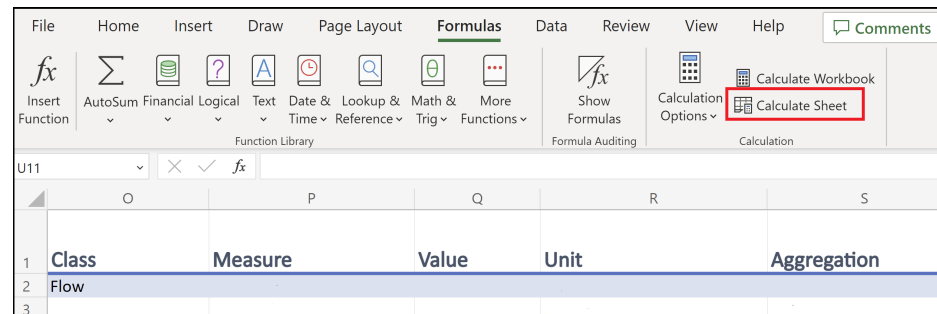 File Home Insert Draw Page Layout Formulas Data Review View Help Comments
fx Insert Function
AutoSum
Financial
Logical
Text
Date & Time
Lookup & Reference
Math & Trig
More Functions
Function Library
fx Show Formulas
Formula Auditing
Calculation Options
Calculate Workbook
Calculate Sheet
Calculation
U11 fx
O P Q R S
1 Class Measure Value Unit Aggregation
2 Flow
3